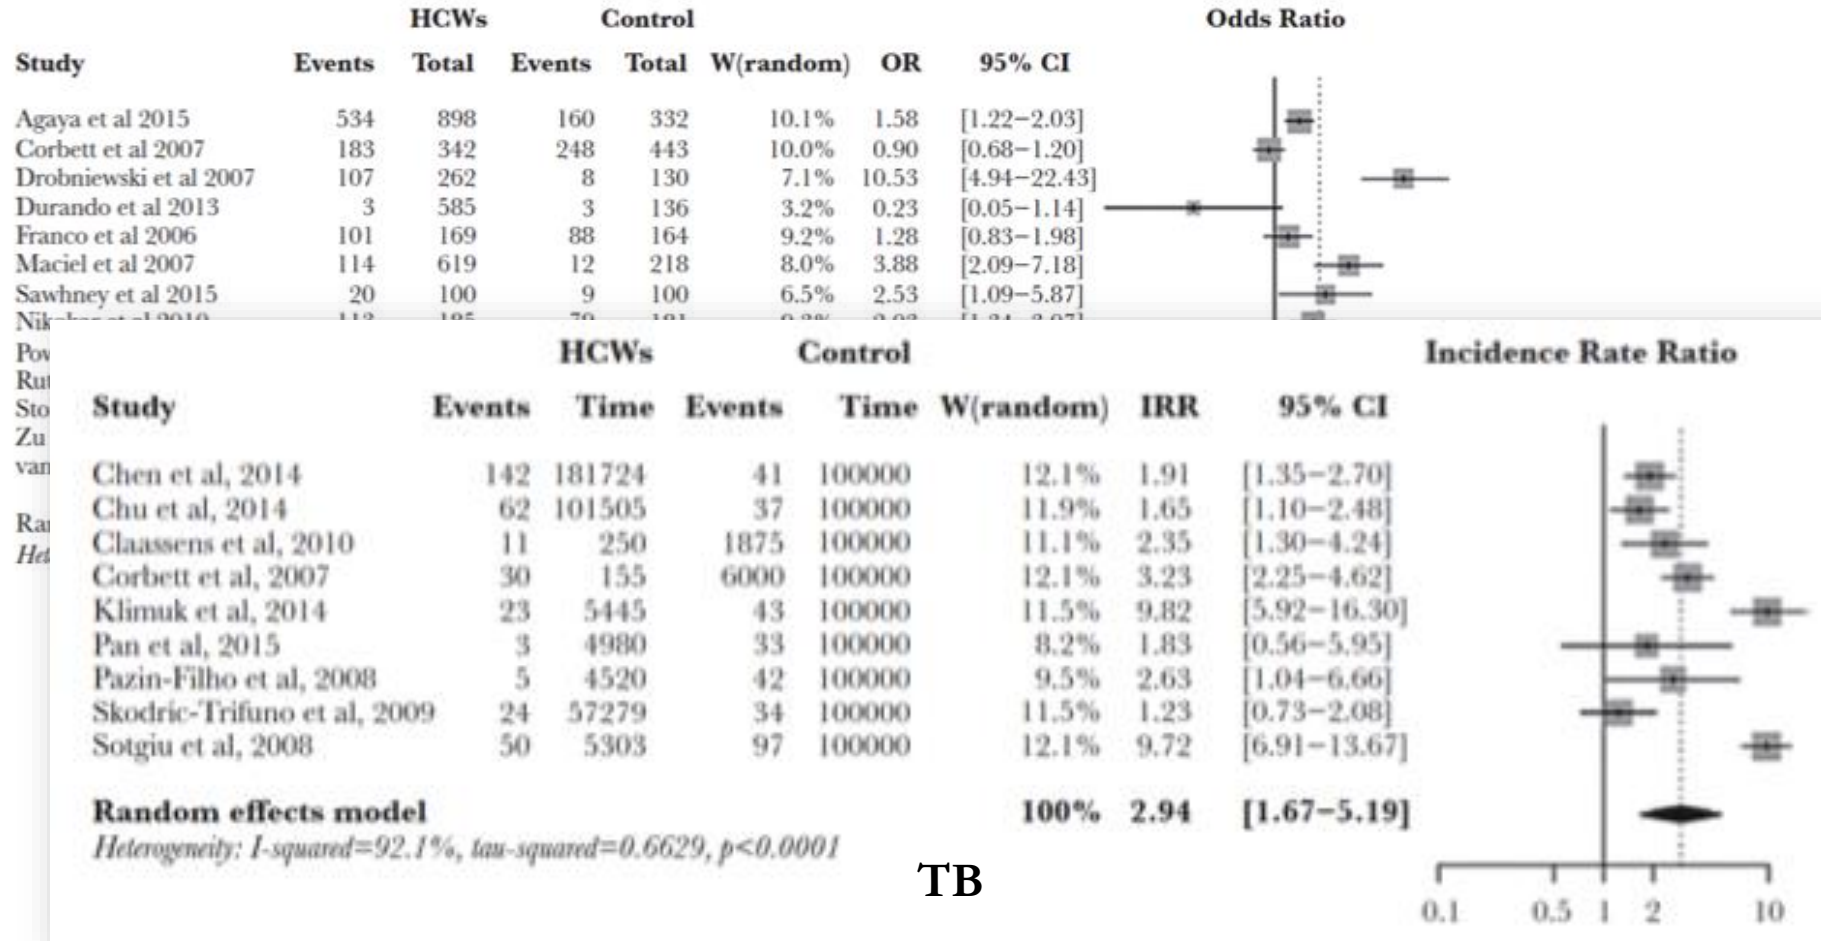 HCWs Control Odds Ratio
Study Events Total Events Total W(random) OR 95% CI
Agaya et al 2015 534 898 160 332 10.1% 1.58 [1.22−2.03]
Corbett et al 2007 183 342 248 443 10.0% 0.90 [0.68−1.20]
Drobniewski et al 2007 107 262 8 130 7.1% 10.53 [4.94−22.43]
Durando et al 2013 3 585 3 136 3.2% 0.23 [0.05−1.14]
Franco et al 2006 101 169 88 164 9.2% 1.28 [0.83−1.98]
Maciel et al 2007 114 619 12 218 8.0% 3.88 [2.09−7.18]
Sawhney et al 2015 20 100 9 100 6.5% 2.53 [1.09−5.87]
Zu
van
HCWs Control Incidence Rate Ratio
Study Events Time Events Time W(random) IRR 95% CI
Chen et al, 2014 142 181724 41 100000 12.1% 1.91 [1.35−2.70]
Chu et al, 2014 62 101505 37 100000 11.9% 1.65 [1.10−2.48]
Claassens et al, 2010 11 250 1875 100000 11.1% 2.35 [1.30−4.24]
Corbett et al, 2007 30 155 6000 100000 12.1% 3.23 [2.25−4.62]
Klimuk et al, 2014 23 5445 43 100000 11.5% 9.82 [5.92−16.30]
Pan et al, 2015 3 4980 33 100000 8.2% 1.83 [0.56−5.95]
Pazin-Filho et al, 2008 5 4520 42 100000 9.5% 2.63 [1.04−6.66]
Skodric-Trifuno et al, 2009 24 57279 34 100000 11.5% 1.23 [0.73−2.08]
Sotgiu et al, 2008 50 5303 97 100000 12.1% 9.72 [6.91−13.67]
Random effects model 100% 2.94 [1.67−5.19]
Heterogeneity: I-squared=92.1%, tau-squared=0.6629, p<0.0001
TB
0.1 0.5 1 2 10